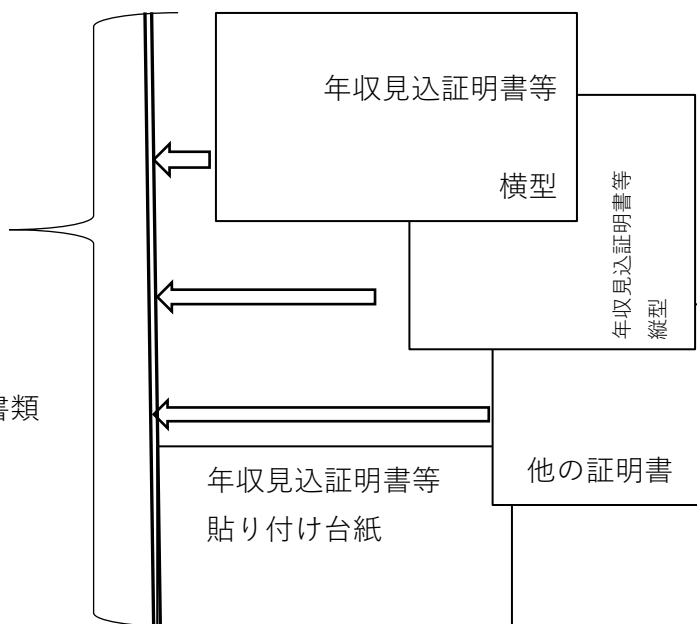 年収見込証明書等
横型
年収見込証明書等
縦型
書類
他の証明書
年収見込証明書等
貼り付け台紙